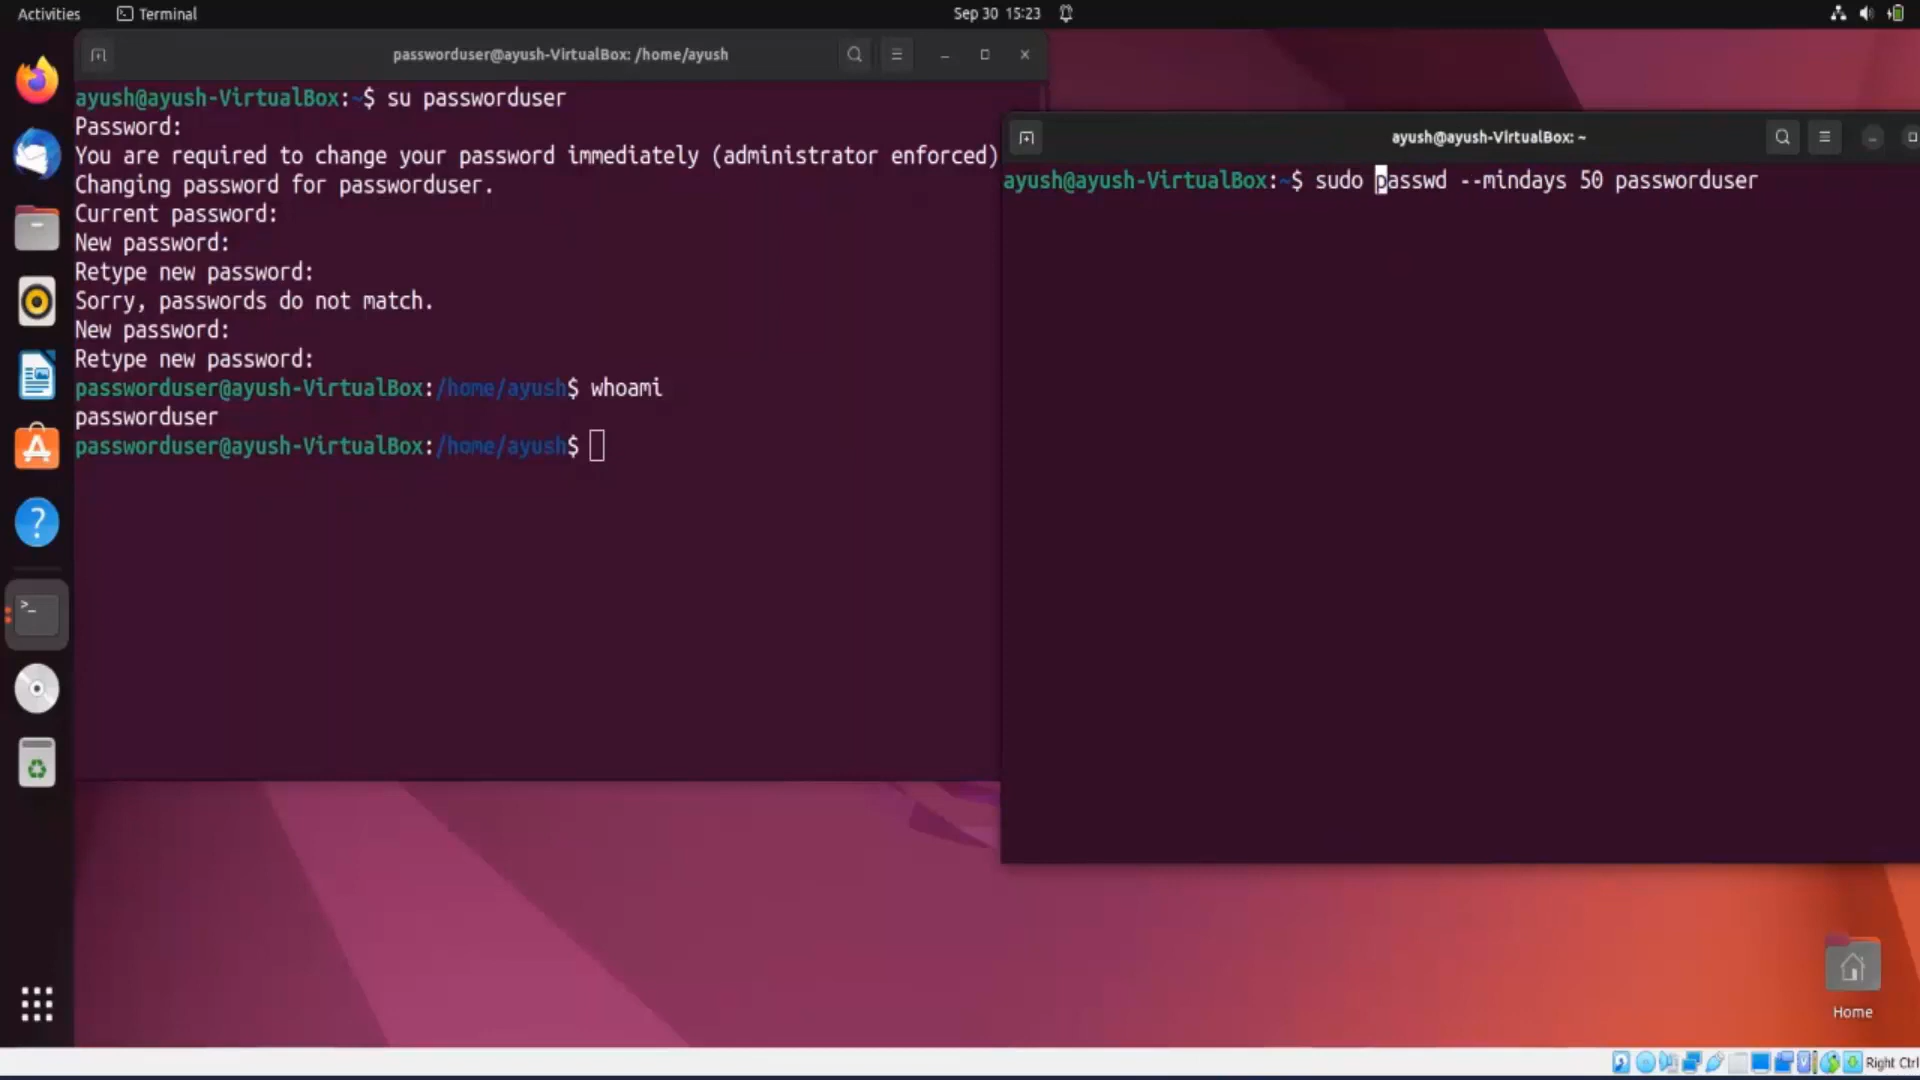 Activities
Terminal
Sep 30 15:23
passworduser@ayush-VirtualBox: /home/ayush
ayush@ayush-VirtualBox:~$ su passworduser
Password:
You are required to change your password immediately (administrator enforced)
Changing password for passworduser.
Current password:
New password:
Retype new password:
Sorry, passwords do not match.
New password:
Retype new password:
passworduser@ayush-VirtualBox:/home/ayush$ whoami
passworduser
passworduser@ayush-VirtualBox:/home/ayush$
ayush@ayush-VirtualBox: ~
ayush@ayush-VirtualBox:~$ sudo passwd --mindays 50 passworduser
Home
Right Ctrl